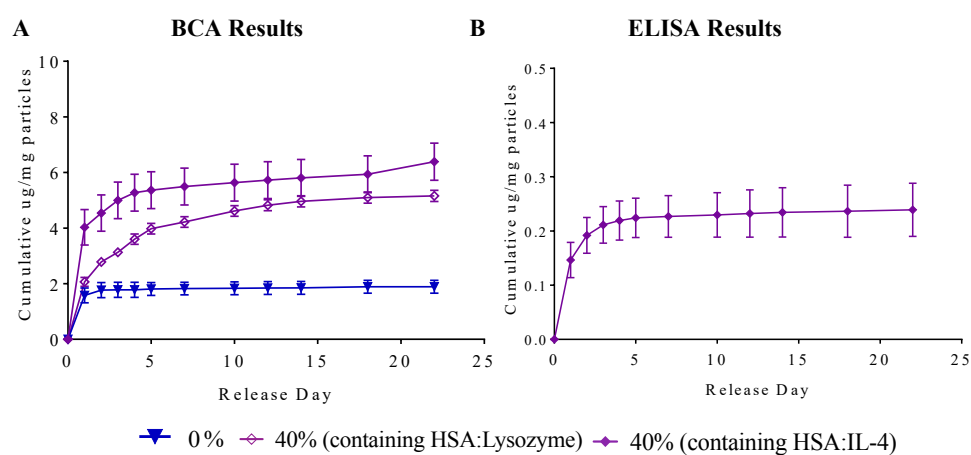 A
BCA Results
B
ELISA Results
Cumulative ug/mg particles
10
8
6
4
2
0
0
5
10
15
20
25
Release Day
Cumulative ug/mg particles
0.5
0.4
0.3
0.2
0.1
0.0
0
5
10
15
20
25
Release Day
0%
40% (containing HSA:Lysozyme)
40% (containing HSA:IL-4)